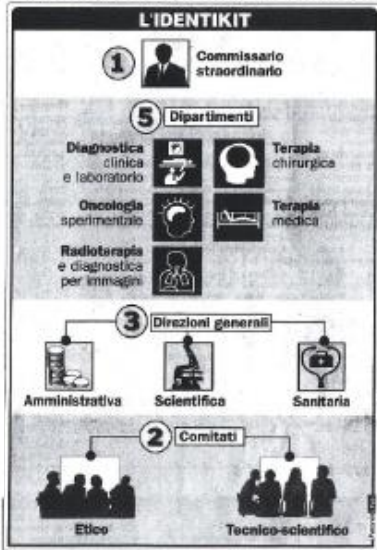 L'IDENTIKIT
1
Commissario
straordinario
5 Dipartimenti
Diagnostica
clinica
e laboratorio
Terapia
chirurgica
Oncologia
sperimentale
Terapia
medica
Radioterapia
e diagnostica
per immagini
3 Direzioni generali
Amministrativa
Scientifica
Sanitaria
2 Comitati
Etico
Tecnico-scientifico